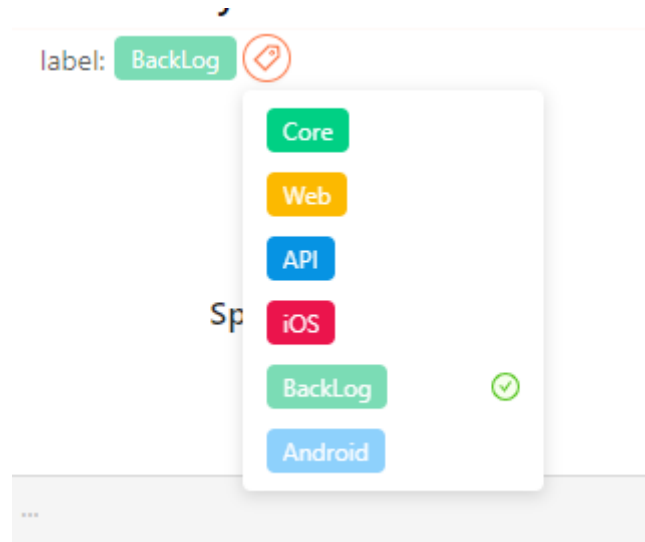 label: BackLog
Core
Web
API
Sp
iOS
BackLog
Android
...